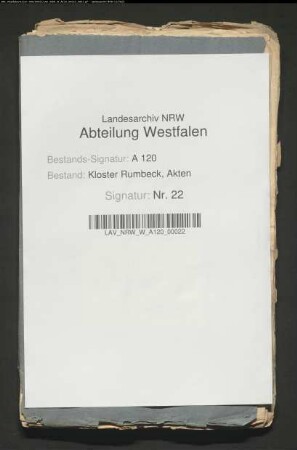 Landesarchiv NRW
Abteilung Westfalen
Bestands-Signatur: A 120
Bestand: Kloster Rumbeck, Akten
Signatur: Nr. 22
LAV_NRW_W_A120_00022